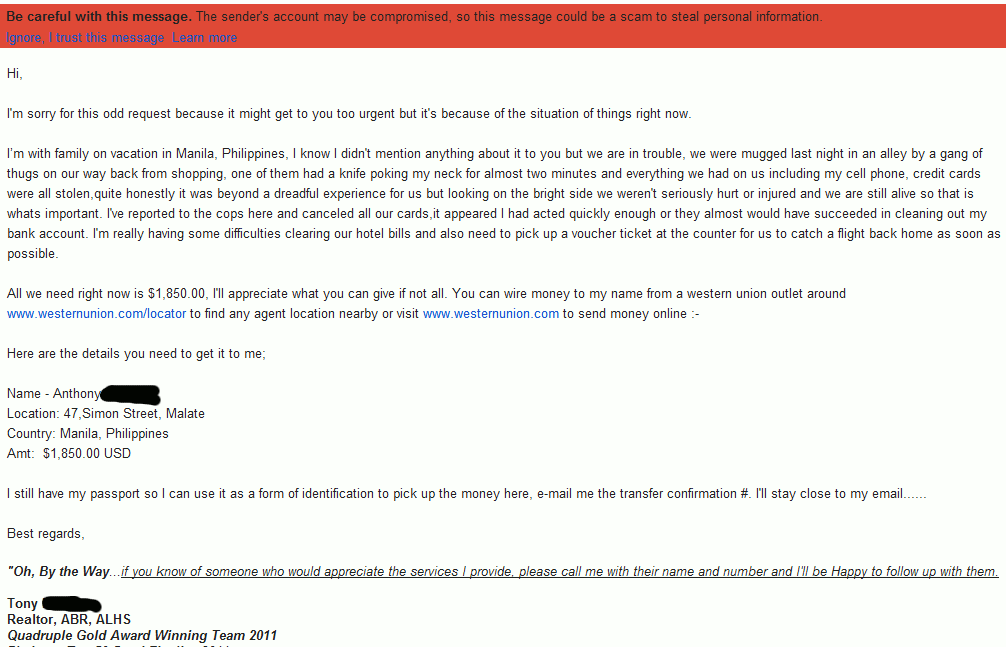 Be careful with this message. The sender's account may be compromised, so this message could be a scam to steal personal information.
Ignore, I trust this message Learn more
Hi,
I'm sorry for this odd request because it might get to you too urgent but it's because of the situation of things right now.
I'm with family on vacation in Manila, Philippines, I know I didn't mention anything about it to you but we are in trouble, we were mugged last night in an alley by a gang of
thugs on our way back from shopping, one of them had a knife poking my neck for almost two minutes and everything we had on us including my cell phone, credit cards
were all stolen,quite honestly it was beyond a dreadful experience for us but looking on the bright side we weren't seriously hurt or injured and we are still alive so that is
whats important. I've reported to the cops here and canceled all our cards,it appeared I had acted quickly enough or they almost would have succeeded in cleaning out my
bank account. I'm really having some difficulties clearing our hotel bills and also need to pick up a voucher ticket at the counter for us to catch a flight back home as soon as
possible.
All we need right now is $1,850.00, I'll appreciate what you can give if not all. You can wire money to my name from a western union outlet around
www.westernunion.com/locator to find any agent location nearby or visit www.westernunion.com to send money online :-
Here are the details you need to get it to me;
Name - Anthony
Location: 47,Simon Street, Malate
Country: Manila, Philippines
Amt: $1,850.00 USD
I still have my passport so I can use it as a form of identification to pick up the money here, e-mail me the transfer confirmation #. I'll stay close to my email......
Best regards,
"Oh, By the Way...if you know of someone who would appreciate the services I provide, please call me with their name and number and I'll be Happy to follow up with them.
Tony
Realtor, ABR, ALHS
Quadruple Gold Award Winning Team 2011